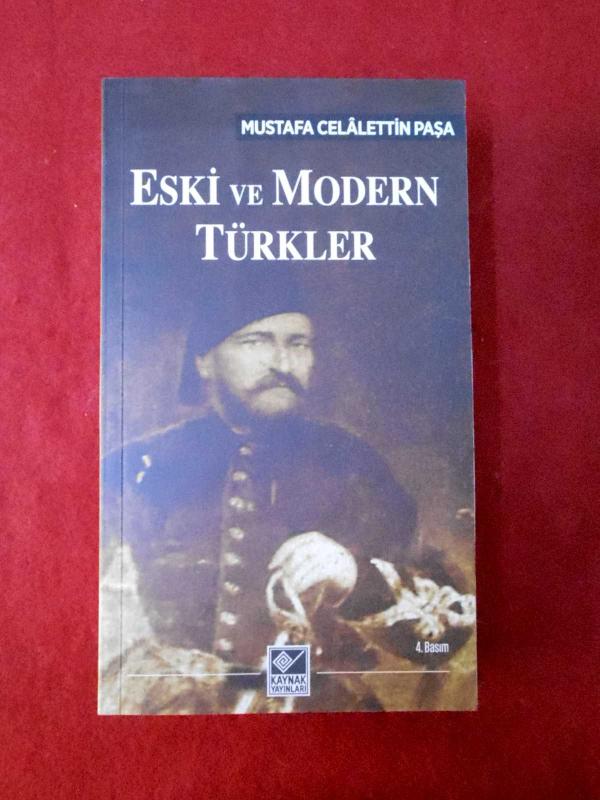 MUSTAFA CELÂLETTİN PAŞA
ESKİ VE MODERN
TÜRKLER
4. Basım
KAYNAK
YAYINLARI